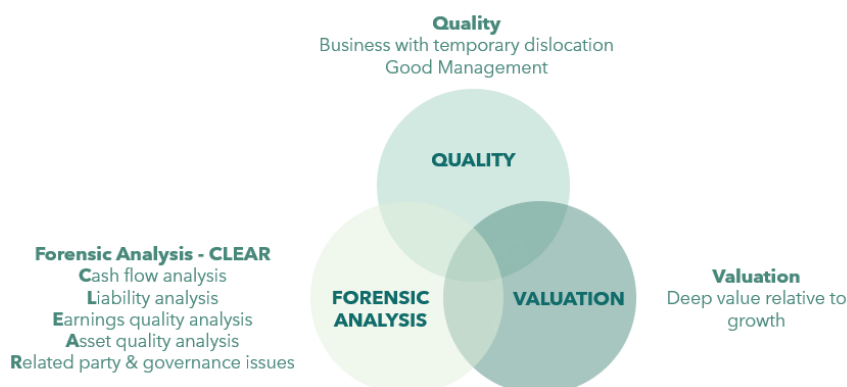 Quality
Business with temporary dislocation
Good Management
QUALITY
Forensic Analysis - CLEAR
Cash flow analysis
Liability analysis
Earnings quality analysis
Asset quality analysis
Related party & governance issues
FORENSIC
ANALYSIS
VALUATION
Valuation
Deep value relative to
growth